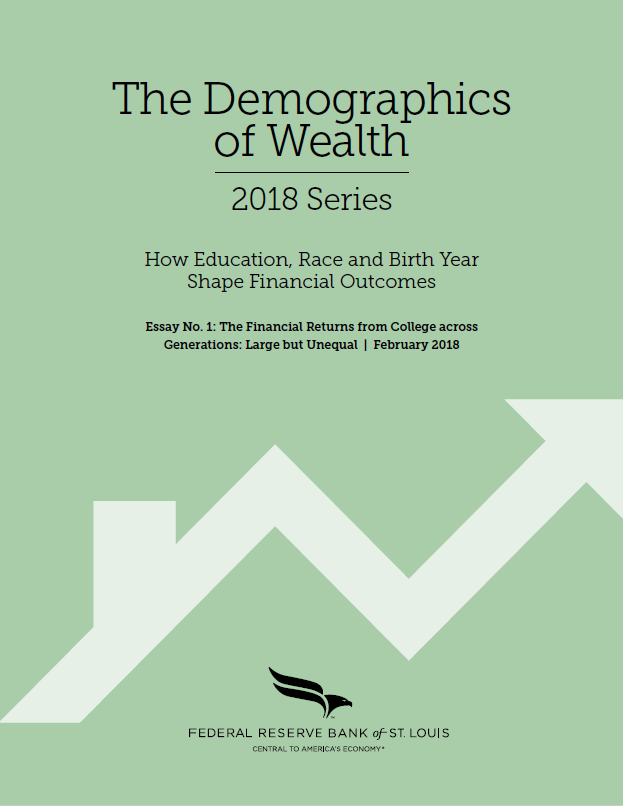 The Demographics
of Wealth
2018 Series
How Education, Race and Birth Year
Shape Financial Outcomes
Essay No. 1: The Financial Returns from College across
Generations: Large but Unequal | February 2018
™
FEDERAL RESERVE BANK of ST. LOUIS
CENTRAL TO AMERICA'S ECONOMY®